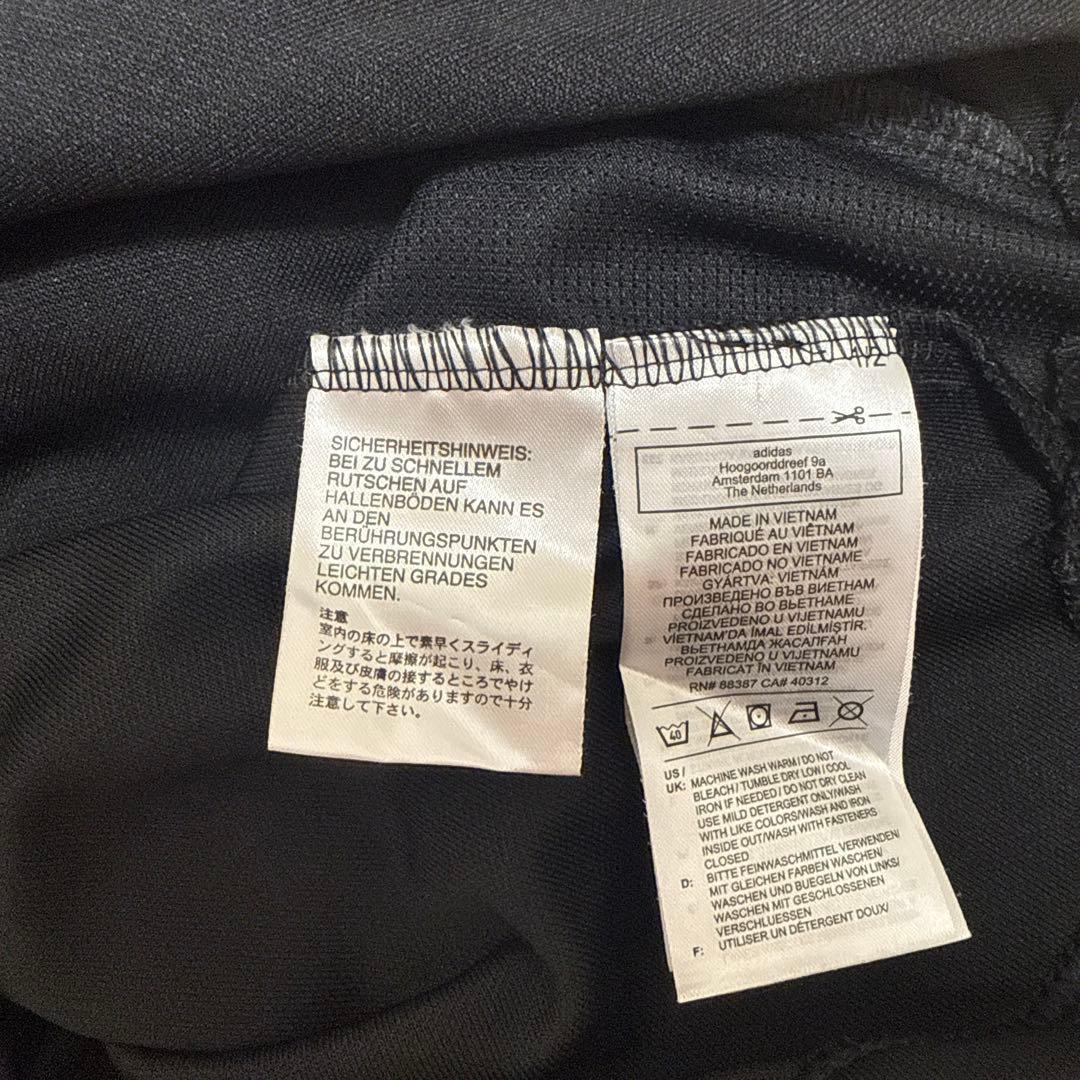 SICHERHEITSHINWEIS:
BEI ZU SCHNELLEM
RUTSCHEN AUF
HALLENBÖDEN KANN ES
AN DEN
BERÜHRUNGSPUNKTEN
ZU VERBRENNUNGEN
LEICHTEN GRADES
KOMMEN.
注意
室内の床の上で素早くスライディ
ングすると摩擦が起こり、床、衣
服及び皮膚の接するところでやけ
どをする危険がありますので十分
注意して下さい。
1/2
adidas
Hoogoorddreef 9a
Amsterdam 1101 BA
The Netherlands
MADE IN VIETNAM
FABRIQUÉ AU VIÊTNAM
FABRICADO EN VIETNAM
FABRICADO NO VIETNAME
GYÁRTVA: VIETNÁM
ПРОИЗВЕДЕНО ВЪВ ВИЕТНАМ
СДЕЛАНО ВО ВЬЕТНАМЕ
PROIZVEDENO U VIJETNAMU
VİETNAM'DA İMAL EDİLMİŞTİR.
ВЬЕТНАМДА ЖАСАЛҒАН
PROIZVEDENO U VIJETNAMU
FABRICAT ÎN VIETNAM
RN# 88387 CA# 40312
40
US /
UK: MACHINE WASH WARM / DO NOT
BLEACH / TUMBLE DRY LOW / COOL
IRON IF NEEDED / DO NOT DRY CLEAN
USE MILD DETERGENT ONLY/WASH
WITH LIKE COLORS/WASH AND IRON
INSIDE OUT/WASH WITH FASTENERS
CLOSED
D: BITTE FEINWASCHMITTEL VERWENDEN/
MIT GLEICHEN FARBEN WASCHEN/
WASCHEN UND BUEGELN VON LINKS/
WASCHEN MIT GESCHLOSSENEN
VERSCHLUESSEN
F: UTILISER UN DÉTERGENT DOUX/